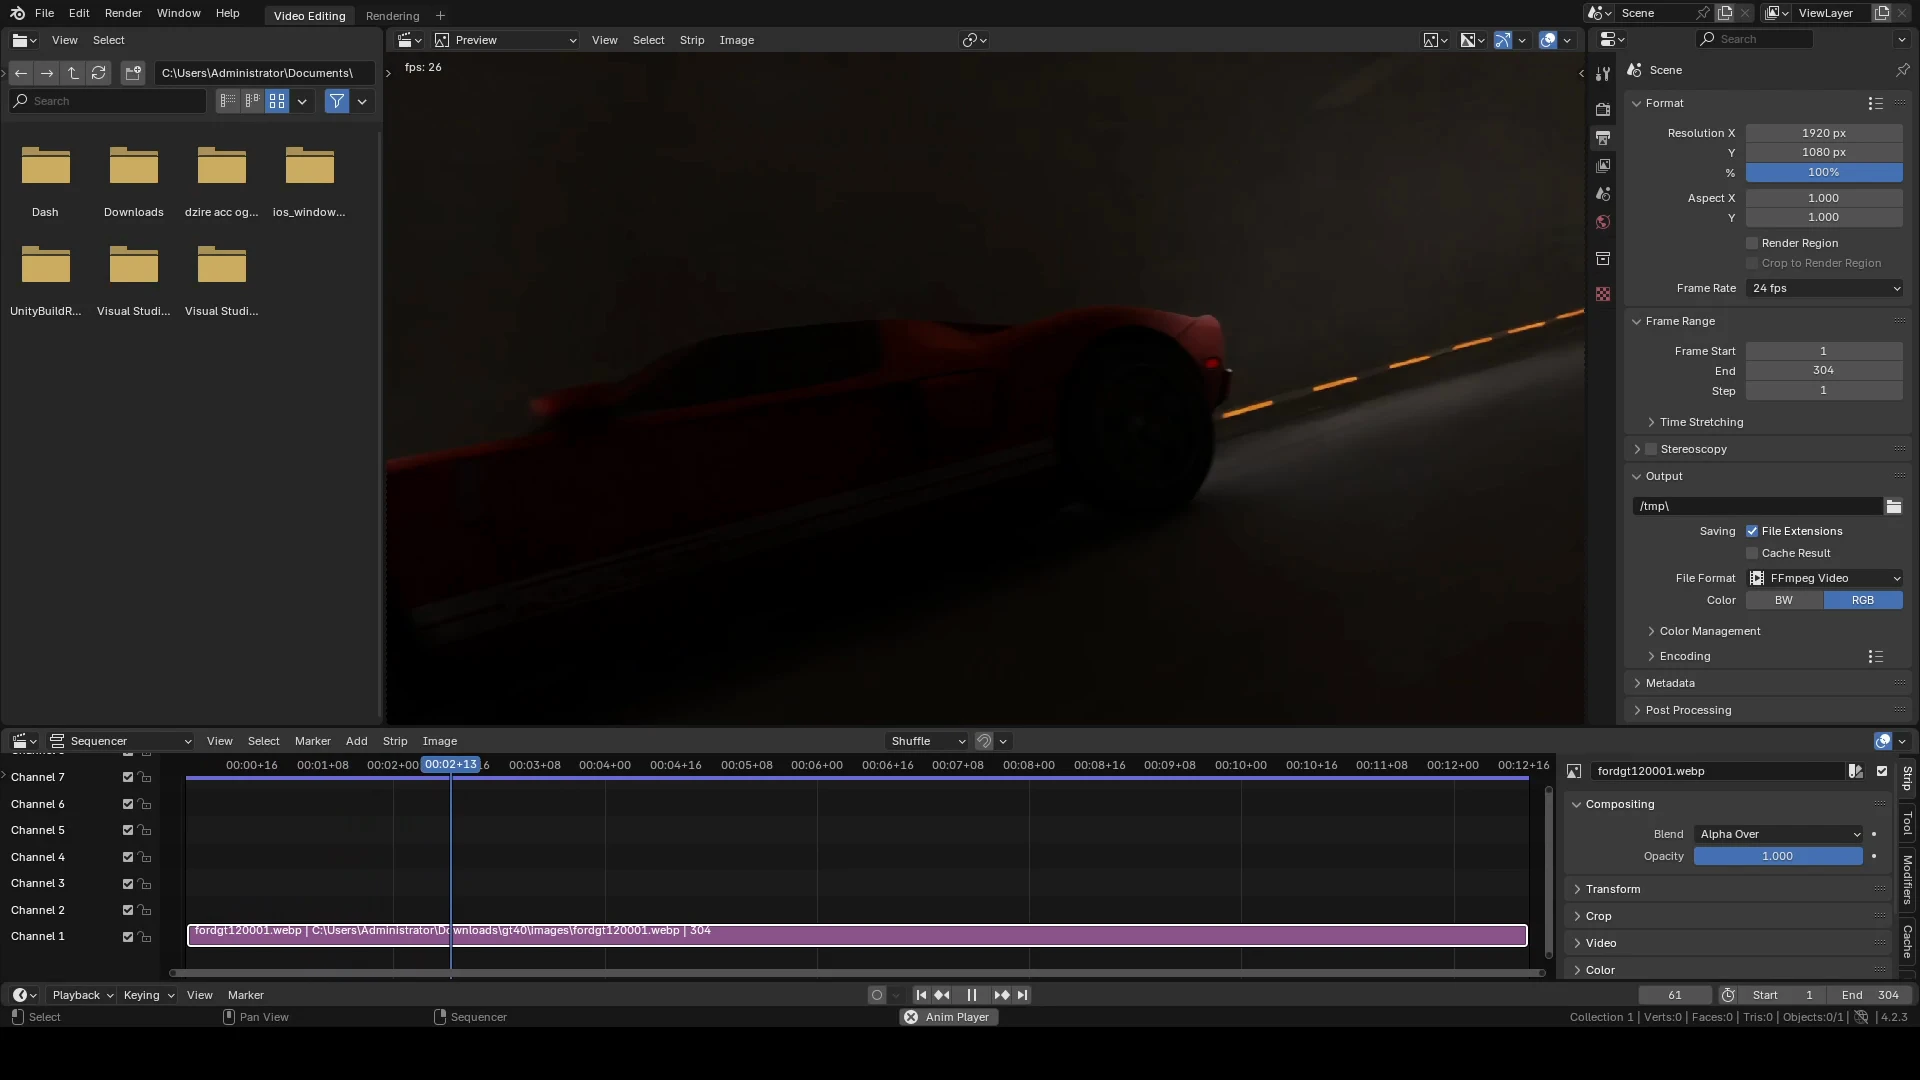 File Edit Render Window Help Video Editing Rendering + Scene ViewLayer
View Select
Preview View Select Strip Image
Search
C:\Users\Administrator\Documents\
fps: 26
Scene
Search
Format
Resolution X 1920 px
Y 1080 px
% 100%
Aspect X 1.000
Y 1.000
Render Region
Crop to Render Region
Frame Rate 24 fps
Dash Downloads dzire acc og... ios_window...
UnityBuildR... Visual Studi... Visual Studi...
Frame Range
Frame Start 1
End 304
Step 1
Time Stretching
Stereoscopy
Output
/tmp\
Saving File Extensions
Cache Result
File Format FFmpeg Video
Color BW RGB
Color Management
Encoding
Metadata
Post Processing
Sequencer View Select Marker Add Strip Image Shuffle
00:00+16 00:01+08 00:02+00 00:02+13 00:03+08 00:04+00 00:04+16 00:05+08 00:06+00 00:06+16 00:07+08 00:08+00 00:08+16 00:09+08 00:10+00 00:10+16 00:11+08 00:12+00 00:12+16
Channel 7
Channel 6
Channel 5
Channel 4
Channel 3
Channel 2
Channel 1
fordgt120001.webp | C:\Users\Administrator\Downloads\gt40\images\fordgt120001.webp | 304
fordgt120001.webp
Compositing
Blend Alpha Over
Opacity 1.000
Transform
Crop
Video
Color
Strip
Tool
Modifiers
Cache
Playback Keying View Marker 61 Start 1 End 304
Select Pan View Sequencer Anim Player Collection 1 | Verts:0 | Faces:0 | Tris:0 | Objects:0/1 | 4.2.3